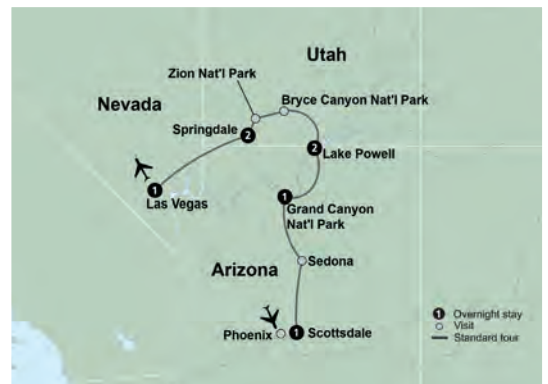 Utah
Zion Nat'l Park
Nevada
Bryce Canyon Nat'l Park
Springdale
2
2
Lake Powell
1
Las Vegas
1
Grand Canyon
Nat'l Park
Arizona
Sedona
Phoenix
1
Scottsdale
1 Overnight stay
Visit
Standard tour